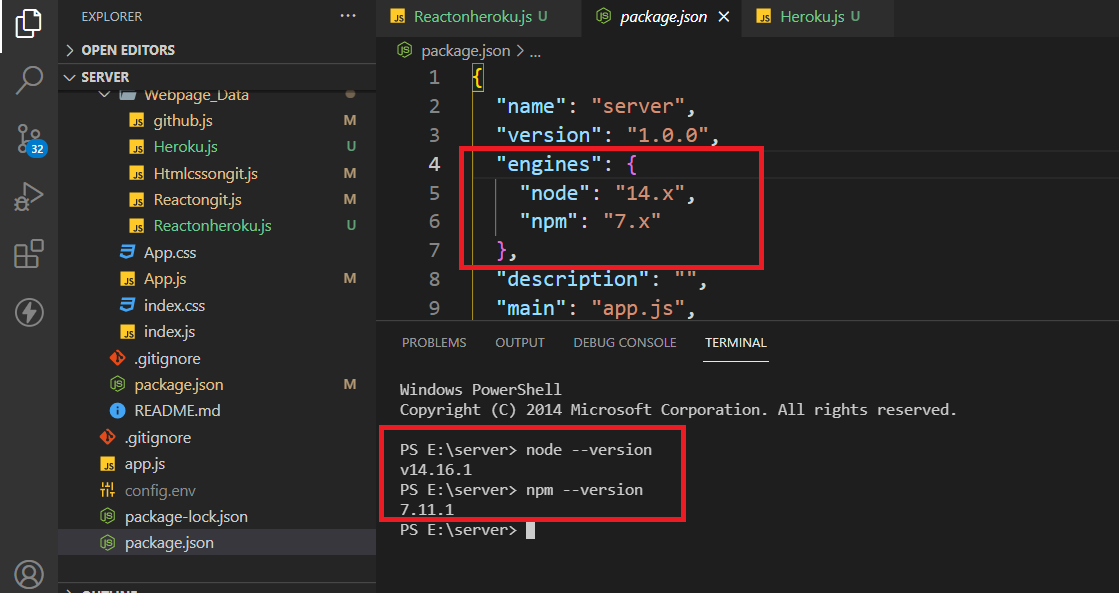 EXPLORER
···
OPEN EDITORS
SERVER
Webpage_Data
github.js M
Heroku.js U
Htmlcssongit.js M
Reactongit.js M
Reactonheroku.js U
App.css
App.js M
index.css
index.js
.gitignore
package.json M
README.md
.gitignore
app.js
config.env
package-lock.json
package.json
OUTLINE
32
JS Reactonheroku.js U
JS package.json ×
JS Heroku.js U
package.json > ...
1 {
2 "name": "server",
3 "version": "1.0.0",
4 "engines": {
5 "node": "14.x",
6 "npm": "7.x"
7 },
8 "description": "",
9 "main": "app.js",
PROBLEMS OUTPUT DEBUG CONSOLE TERMINAL
Windows PowerShell
Copyright (C) 2014 Microsoft Corporation. All rights reserved.
PS E:\server> node --version
v14.16.1
PS E:\server> npm --version
7.11.1
PS E:\server>